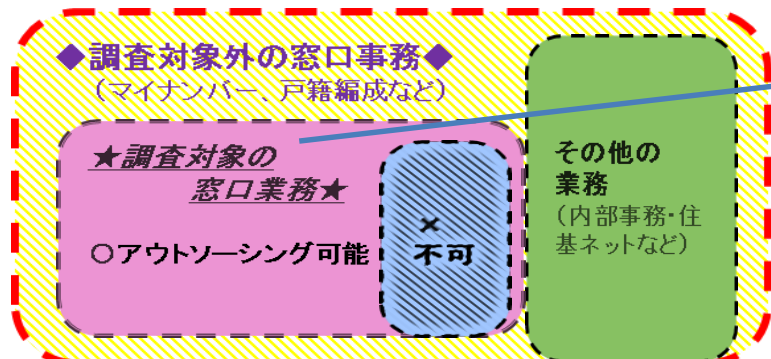 ◆調査対象外の窓口事務◆
（マイナンバー、戸籍編成など）
★調査対象の
窓口業務★
○アウトソーシング可能
×
不可
その他の
業務
（内部事務・住
基ネットなど）